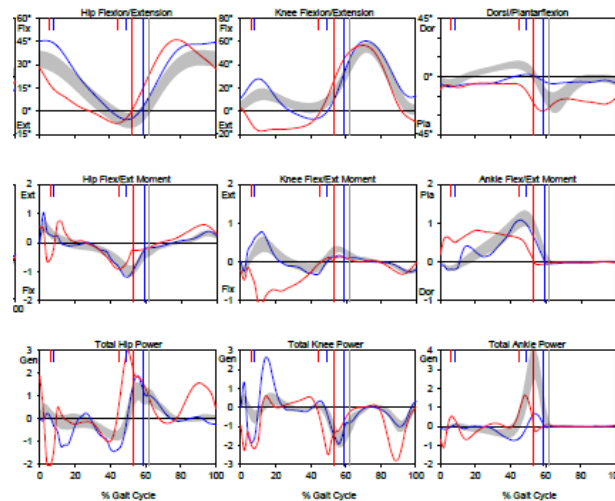 Hip Flexion/Extension
Knee Flexion/Extension
Dorsi/Plantarflexion
60°
Flx
30°
0°
Ext
15°
80°
Flx
60°
40°
20°
0°
Ext
20°
45°
Dor
0°
Pla
45°
Hip Flex/Ext Moment
Knee Flex/Ext Moment
Ankle Flex/Ext Moment
2
Ext
1
0
-1
Flx
-2
00
2
Ext
1
0
Flx
-1
2
Pla
1
0
Dor
-1
Total Hip Power
Total Knee Power
Total Ankle Power
3
Gen
2
1
0
-1
-2
3
Gen
2
1
0
-1
-2
-3
4
Gen
3
2
1
0
-1
-2
0 20 40 60 80 100
0 20 40 60 80 100
0 20 40 60 80 100
% Gait Cycle
% Gait Cycle
% Gait Cycle